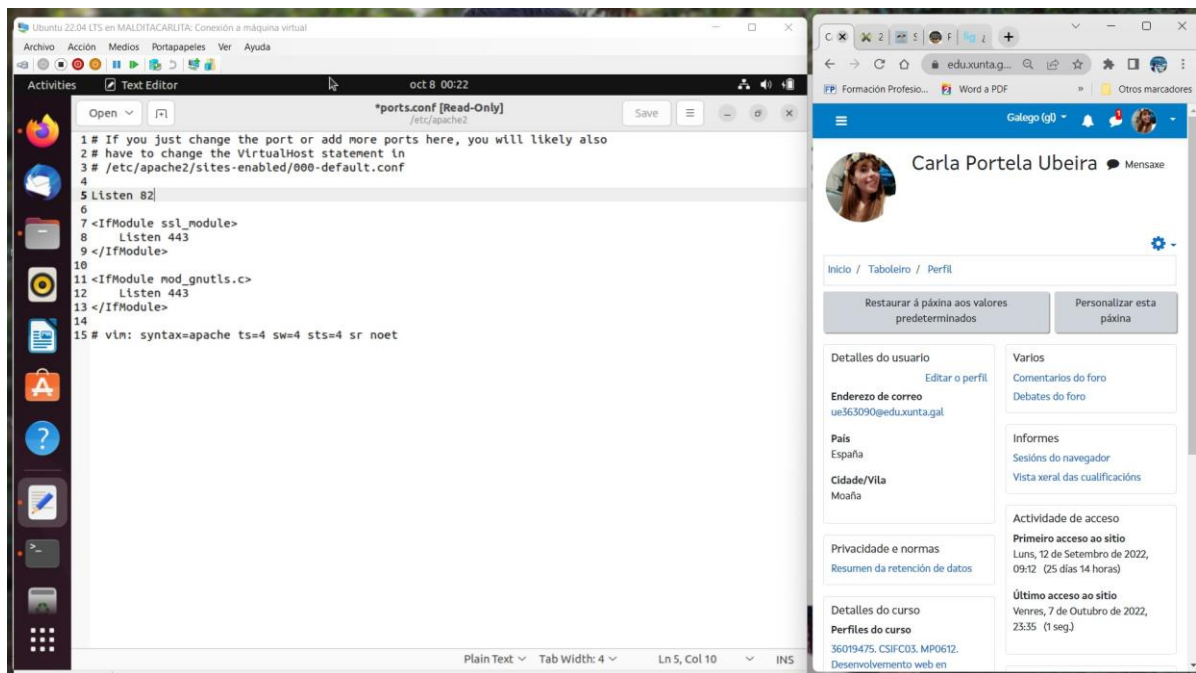 Ubuntu 22.04 LTS en MALDITACARLITA: Conexión a máquina virtual
Archivo Acción Medios Portapapeles Ver Ayuda
Activities Text Editor oct 8 00:22
Open *ports.conf [Read-Only] Save
/etc/apache2
1 # If you just change the port or add more ports here, you will likely also
2 # have to change the VirtualHost statement in
3 # /etc/apache2/sites-enabled/000-default.conf
4
5 Listen 82
6
7 <IfModule ssl_module>
8 Listen 443
9 </IfModule>
10
11 <IfModule mod_gnutls.c>
12 Listen 443
13 </IfModule>
14
15 # vim: syntax=apache ts=4 sw=4 sts=4 sr noet
Plain Text Tab Width: 4 Ln 5, Col 10 INS
C 2 S F
edu.xunta.g...
Formación Profesio... Word a PDF » Otros marcadores
Galego (gl)
Carla Portela Ubeira Mensaxe
Inicio / Taboleiro / Perfil
Restaurar á páxina aos valores
predeterminados
Personalizar esta
páxina
Detalles do usuario
Editar o perfil
Enderezo de correo
ue363090@edu.xunta.gal
País
España
Cidade/Vila
Moaña
Privacidade e normas
Resumen da retención de datos
Detalles do curso
Perfiles do curso
36019475. CSIFC03. MP0612.
Desenvolvemento web en
Varios
Comentarios do foro
Debates do foro
Informes
Sesións do navegador
Vista xeral das cualificacións
Actividade de acceso
Primeiro acceso ao sitio
Luns, 12 de Setembro de 2022,
09:12 (25 días 14 horas)
Último acceso ao sitio
Venres, 7 de Outubro de 2022,
23:35 (1 seg.)